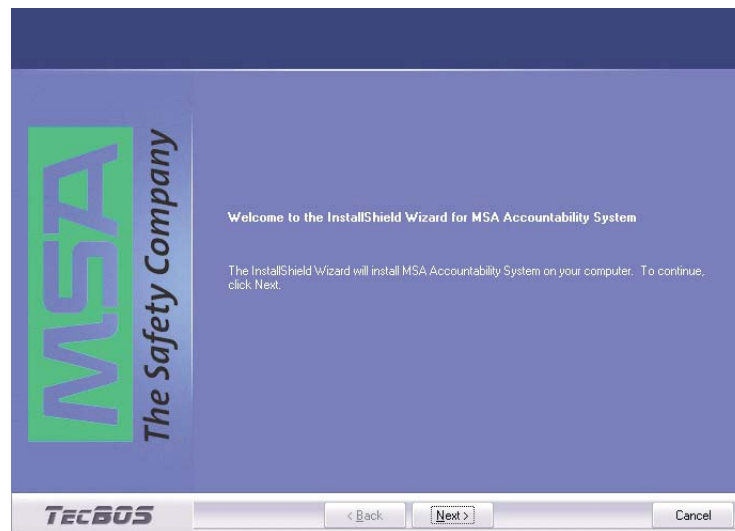 MSA
The Safety Company
Welcome to the InstallShield Wizard for MSA Accountability System
The InstallShield Wizard will install MSA Accountability System on your computer. To continue,
click Next.
TECBOS
< Back
Next >
Cancel